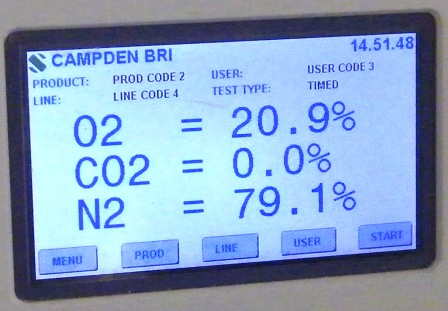 CAMPDEN BRI 14.51.48
PRODUCT: PROD CODE 2 USER: USER CODE 3
LINE: LINE CODE 4 TEST TYPE: TIMED
O2 = 20.9%
CO2 = 0.0%
N2 = 79.1%
MENU PROD LINE USER START